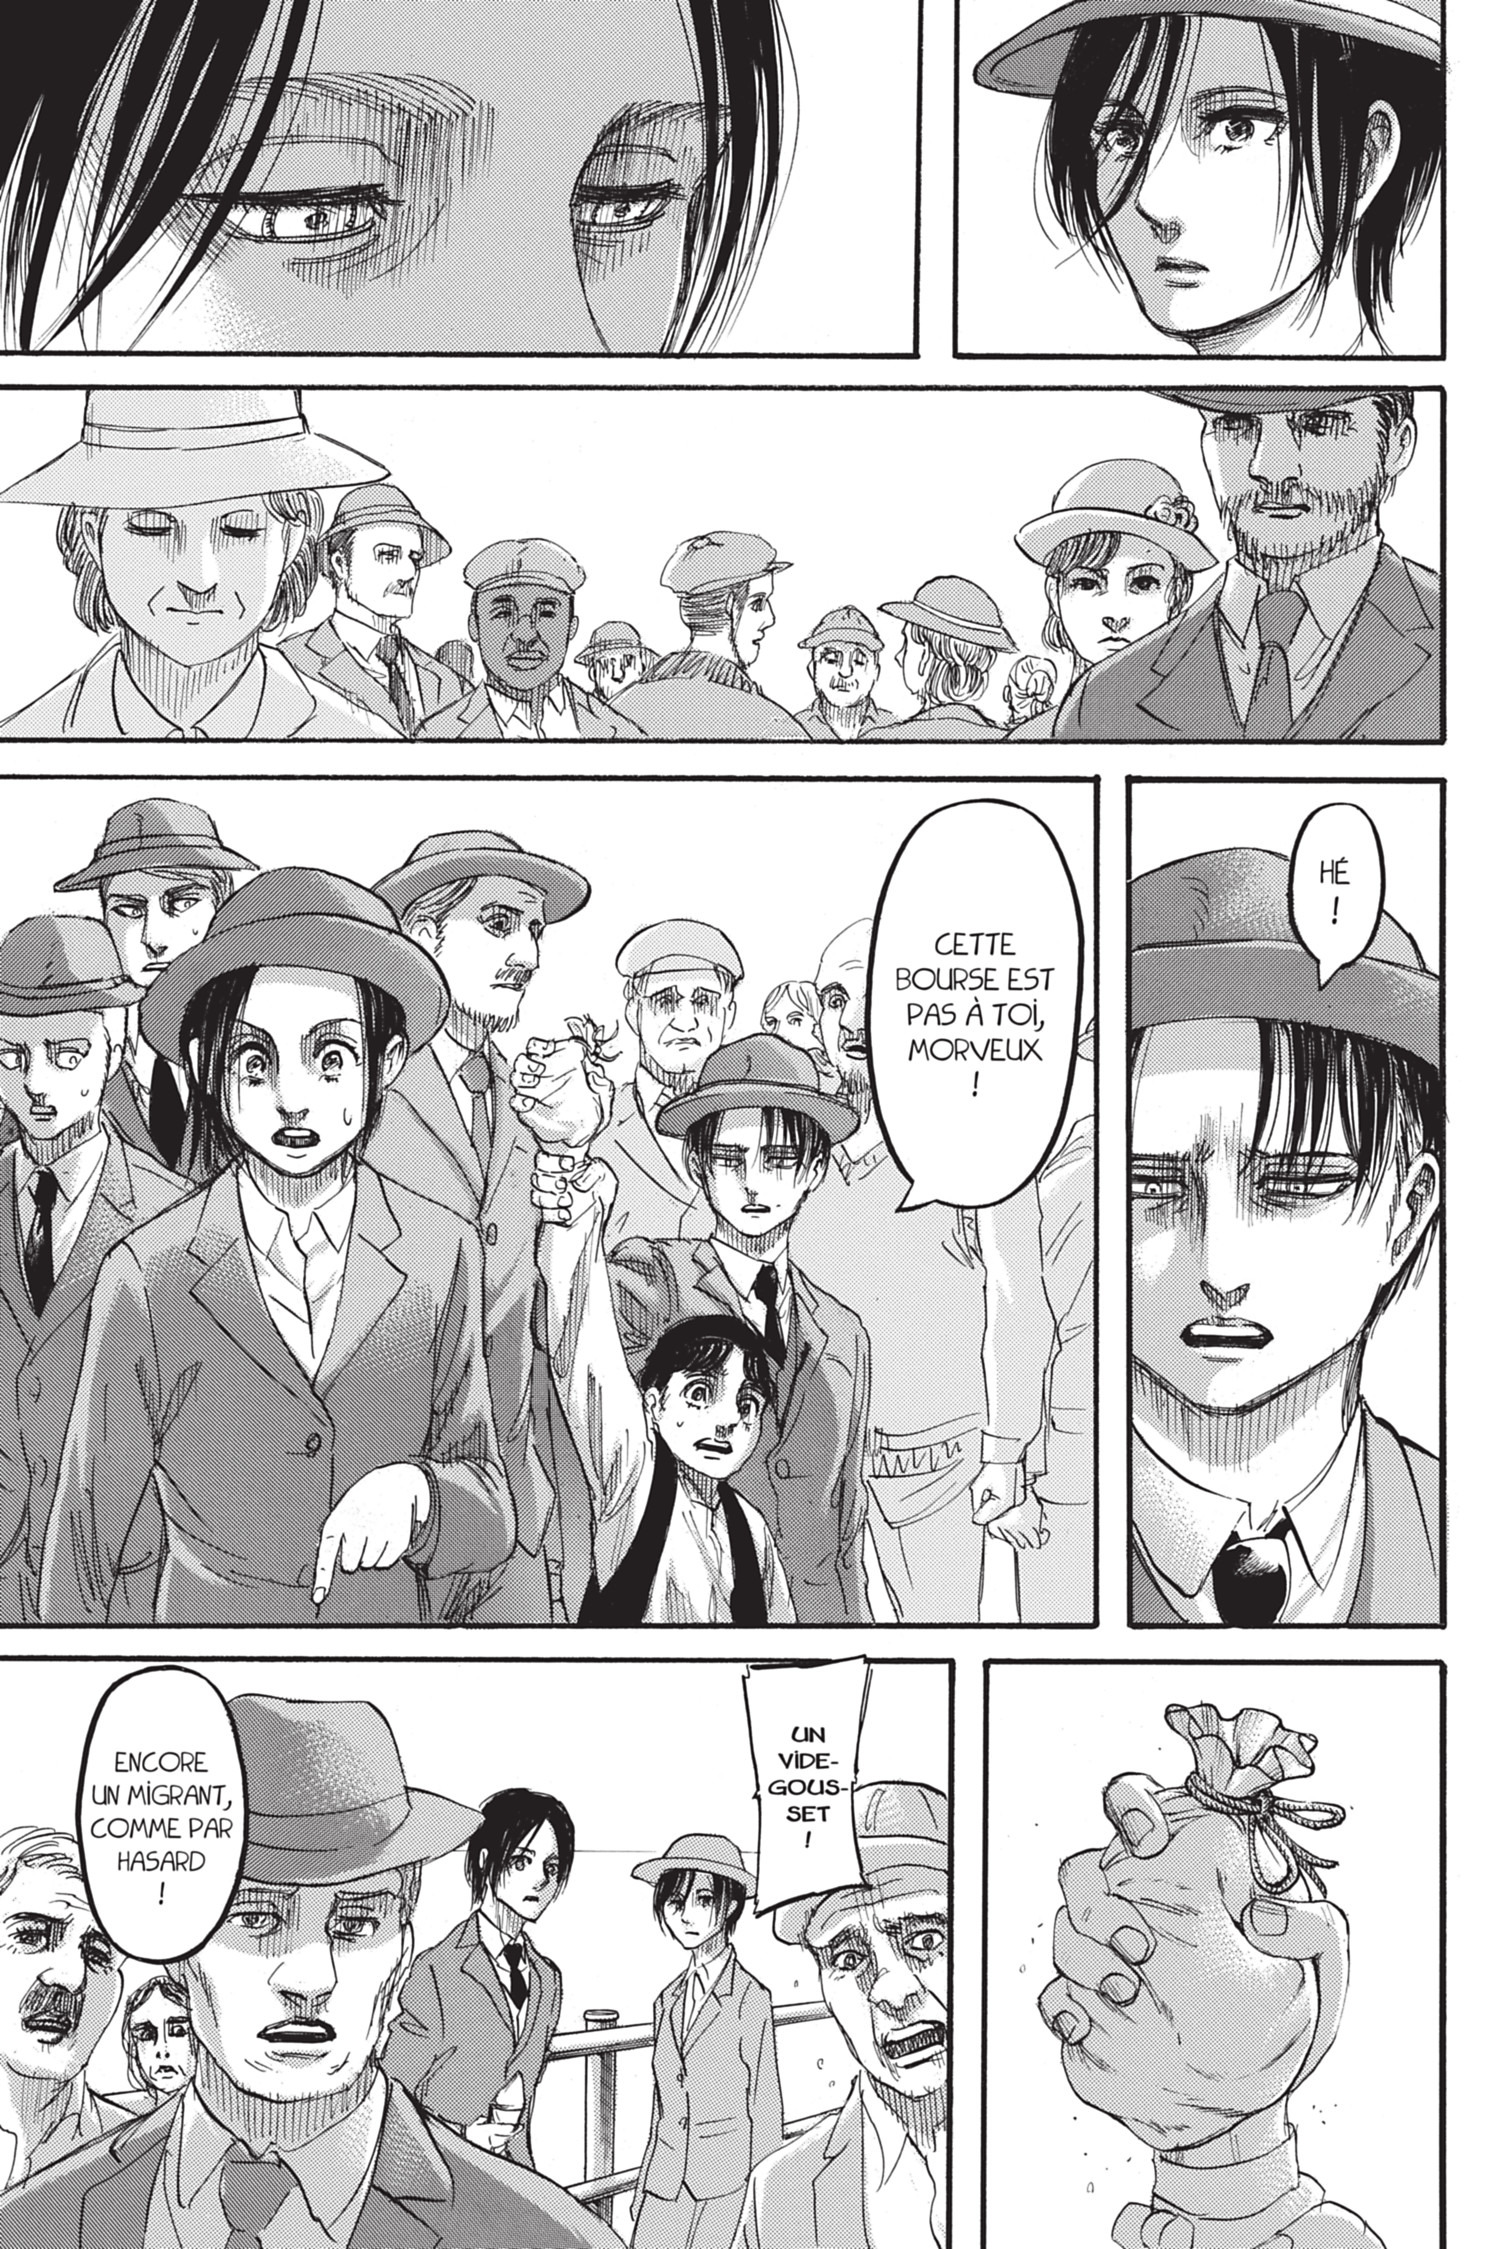 HÉ
!
CETTE
BOURSE EST
PAS À TOI,
MORVEUX
!
UN
VIDE-
GOUS-
SET
!
ENCORE
UN MIGRANT,
COMME PAR
HASARD
!